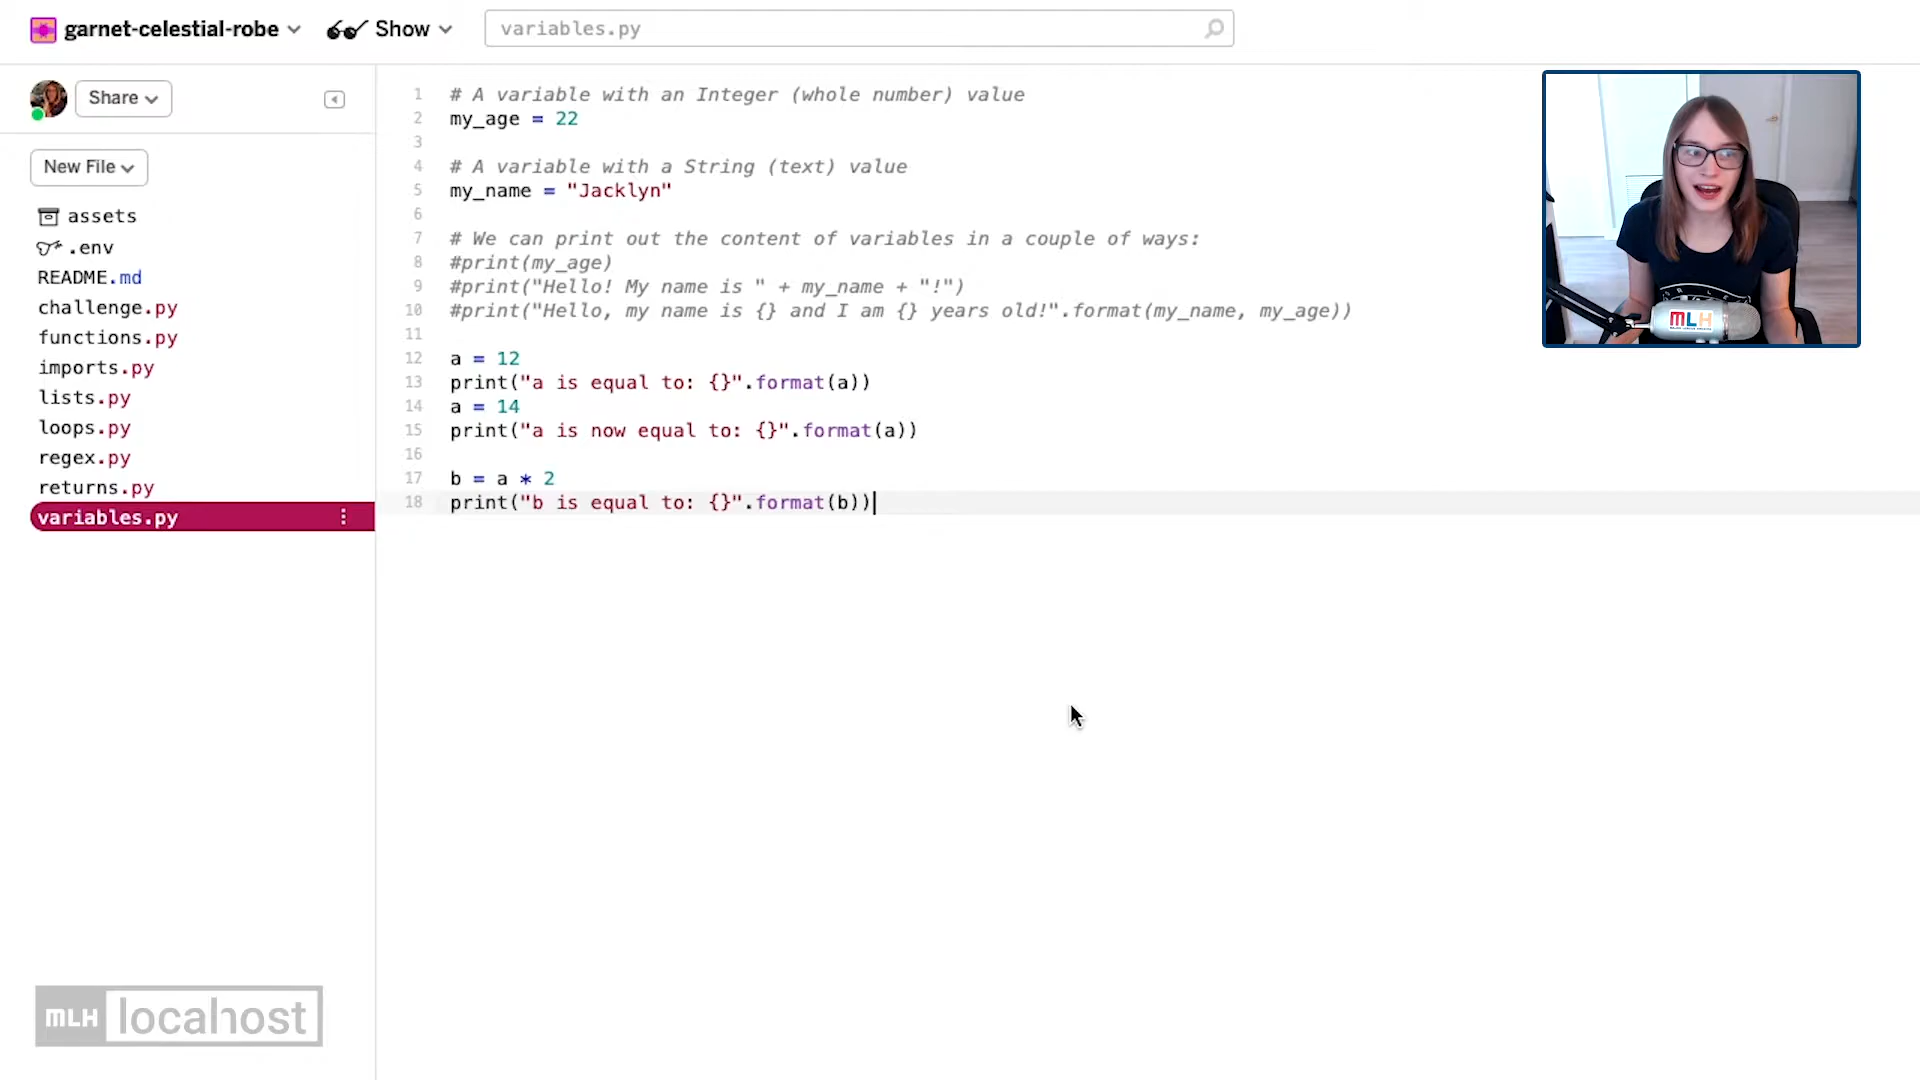 garnet-celestial-robe
Show
variables.py
Share
New File
assets
.env
README.md
challenge.py
functions.py
imports.py
lists.py
loops.py
regex.py
returns.py
variables.py
1 # A variable with an Integer (whole number) value
2 my_age = 22
3
4 # A variable with a String (text) value
5 my_name = "Jacklyn"
6
7 # We can print out the content of variables in a couple of ways:
8 #print(my_age)
9 #print("Hello! My name is " + my_name + "!")
10 #print("Hello, my name is {} and I am {} years old!".format(my_name, my_age))
11
12 a = 12
13 print("a is equal to: {}".format(a))
14 a = 14
15 print("a is now equal to: {}".format(a))
16
17 b = a * 2
18 print("b is equal to: {}".format(b))
MLH
MLH localhost